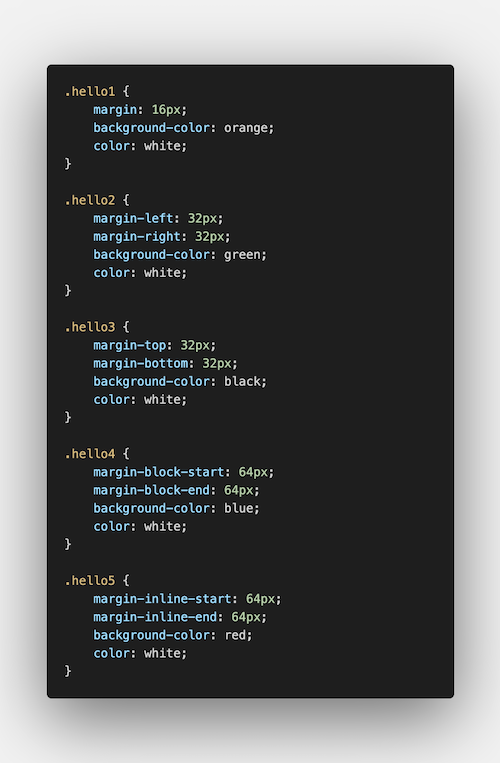 .hello1 {
    margin: 16px;
    background-color: orange;
    color: white;
}

.hello2 {
    margin-left: 32px;
    margin-right: 32px;
    background-color: green;
    color: white;
}

.hello3 {
    margin-top: 32px;
    margin-bottom: 32px;
    background-color: black;
    color: white;
}

.hello4 {
    margin-block-start: 64px;
    margin-block-end: 64px;
    background-color: blue;
    color: white;
}

.hello5 {
    margin-inline-start: 64px;
    margin-inline-end: 64px;
    background-color: red;
    color: white;
}